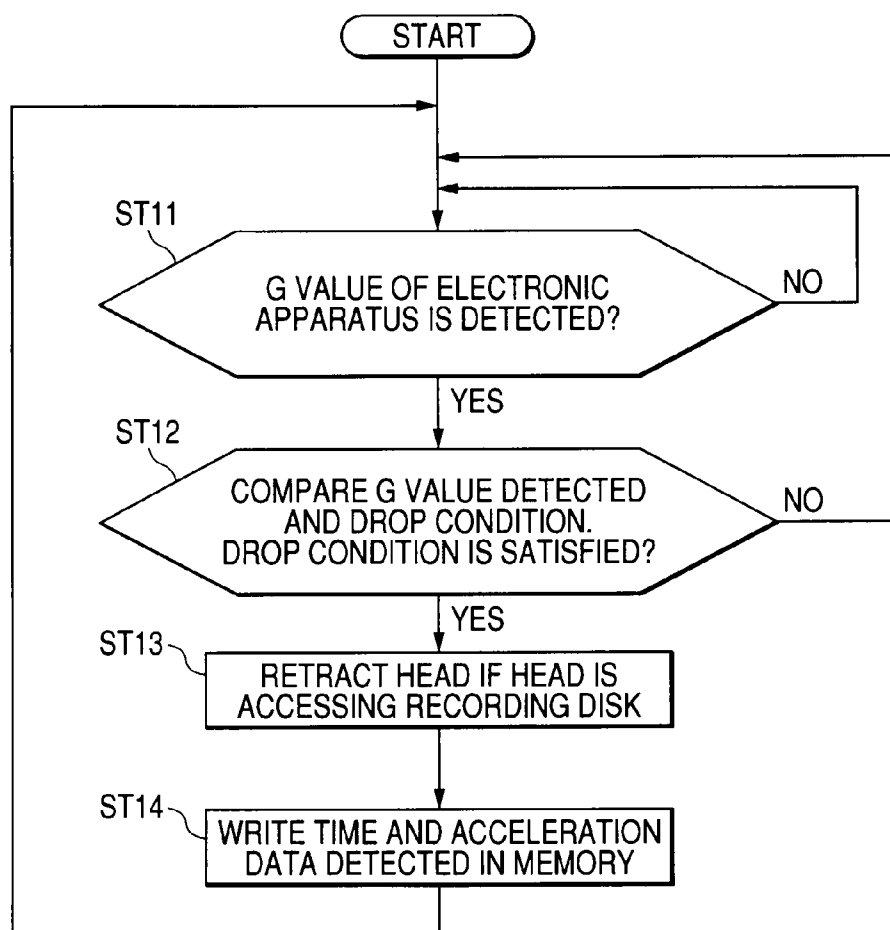 START
ST11
G VALUE OF ELECTRONIC
APPARATUS IS DETECTED?
NO
YES
ST12
COMPARE G VALUE DETECTED
AND DROP CONDITION.
DROP CONDITION IS SATISFIED?
NO
YES
ST13
RETRACT HEAD IF HEAD IS
ACCESSING RECORDING DISK
ST14
WRITE TIME AND ACCELERATION
DATA DETECTED IN MEMORY